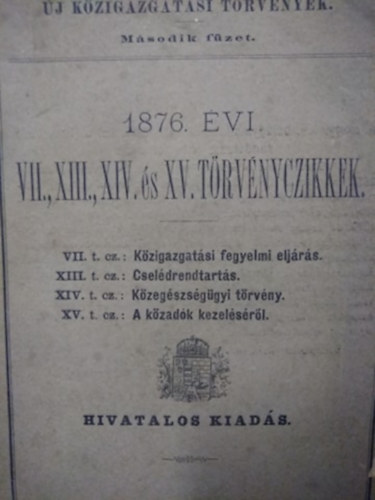 ÚJ KÖZIGAZGATÁSI TÖRVÉNYEK.
Második füzet.
1876. ÉVI
VII., XIII., XIV. és XV. TÖRVÉNYCZIKKEK.
VII. t. cz.: Közigazgatási fegyelmi eljárás.
XIII. t. cz.: Cselédrendtartás.
XIV. t. cz.: Közegészségügyi törvény.
XV. t. cz.: A közadók kezeléséről.
HIVATALOS KIADÁS.